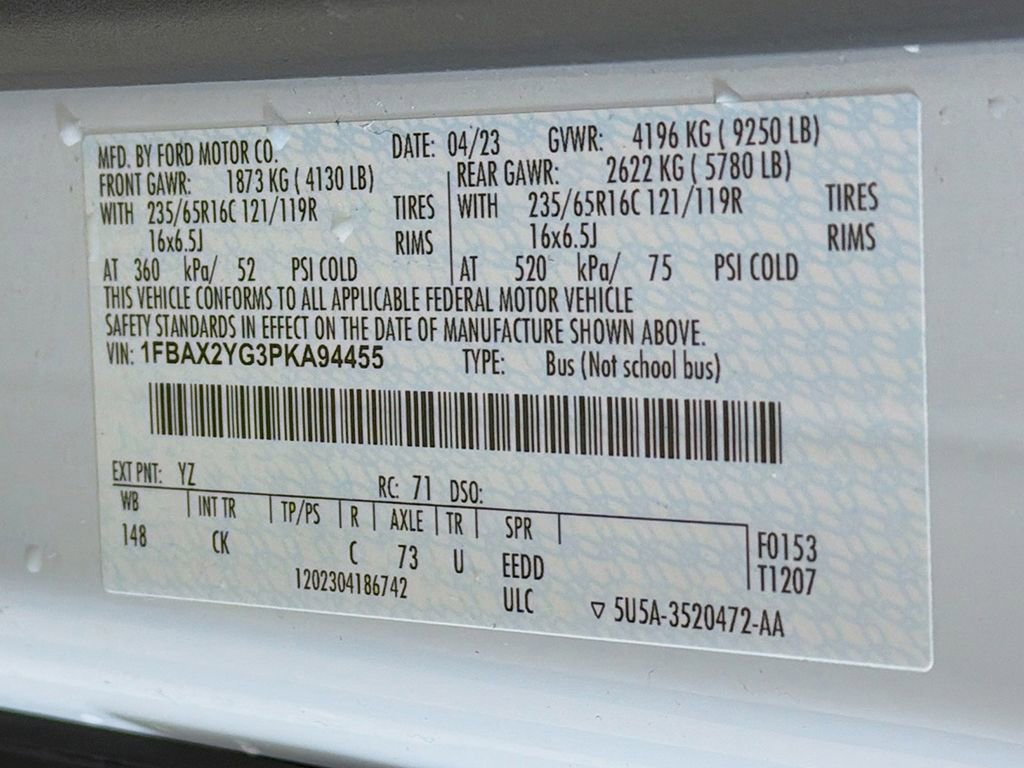 MFD. BY FORD MOTOR CO. DATE: 04/23 GVWR: 4196 KG ( 9250 LB)
FRONT GAWR: 1873 KG ( 4130 LB) REAR GAWR: 2622 KG ( 5780 LB)
WITH 235/65R16C 121/119R TIRES WITH 235/65R16C 121/119R TIRES
16x6.5J RIMS 16x6.5J RIMS
AT 360 kPa/ 52 PSI COLD AT 520 kPa/ 75 PSI COLD
THIS VEHICLE CONFORMS TO ALL APPLICABLE FEDERAL MOTOR VEHICLE
SAFETY STANDARDS IN EFFECT ON THE DATE OF MANUFACTURE SHOWN ABOVE.
VIN: 1FBAX2YG3PKA94455 TYPE: Bus (Not school bus)
EXT PNT: YZ RC: 71 DSO:
WB INT TR TP/PS R AXLE TR SPR F0153
148 CK C 73 U EEDD T1207
1202304186742 ULC ▽ 5U5A-3520472-AA